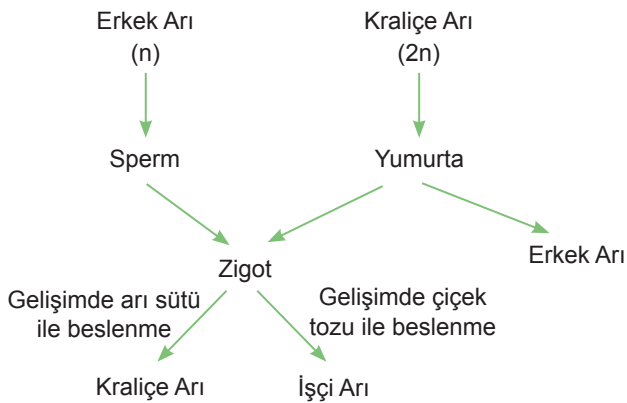 Erkek Arı
(n)
Kraliçe Arı
(2n)
Sperm
Yumurta
Zigot
Erkek Arı
Gelişimde arı sütü
ile beslenme
Gelişimde çiçek
tozu ile beslenme
Kraliçe Arı
İşçi Arı